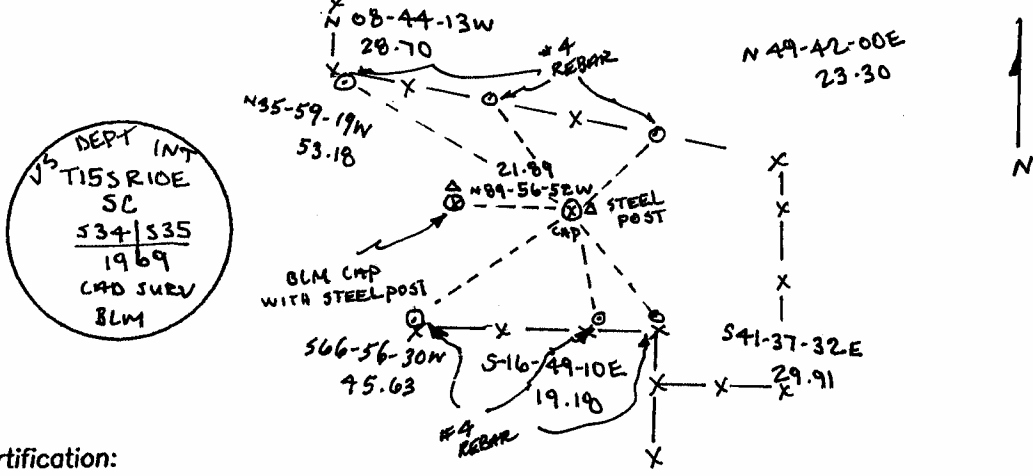 N 08-44-13W
28.70
#4
REBAR
N 49-42-00E
23.30
N35-59-19W
53.18
N
US DEPT INT
T15S R10E
SC
S34 | S35
1969
CAD SURV
BLM
21.89
N89-56-52W
STEEL
POST
CAP
BLM CAP
WITH STEEL POST
S66-56-30W
45.63
S-16-49-10E
19.18
S41-37-32E
29.91
#4
REBAR
rtification: